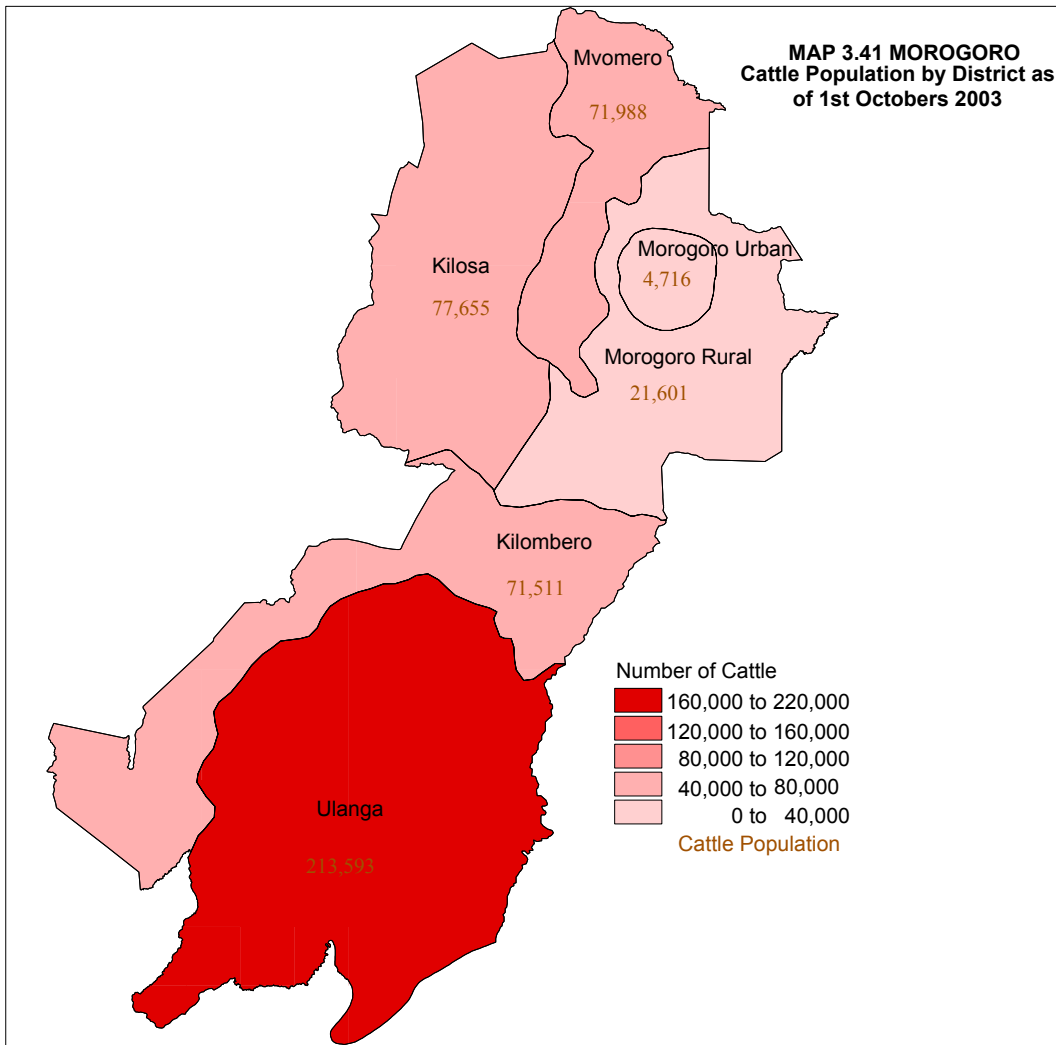 MAP 3.41 MOROGORO
Cattle Population by District as
of 1st Octobers 2003
Mvomero
71,988
Morogoro Urban
4,716
Kilosa
77,655
Morogoro Rural
21,601
Kilombero
71,511
Ulanga
213,593
Number of Cattle
160,000 to 220,000
120,000 to 160,000
80,000 to 120,000
40,000 to 80,000
0 to 40,000
Cattle Population